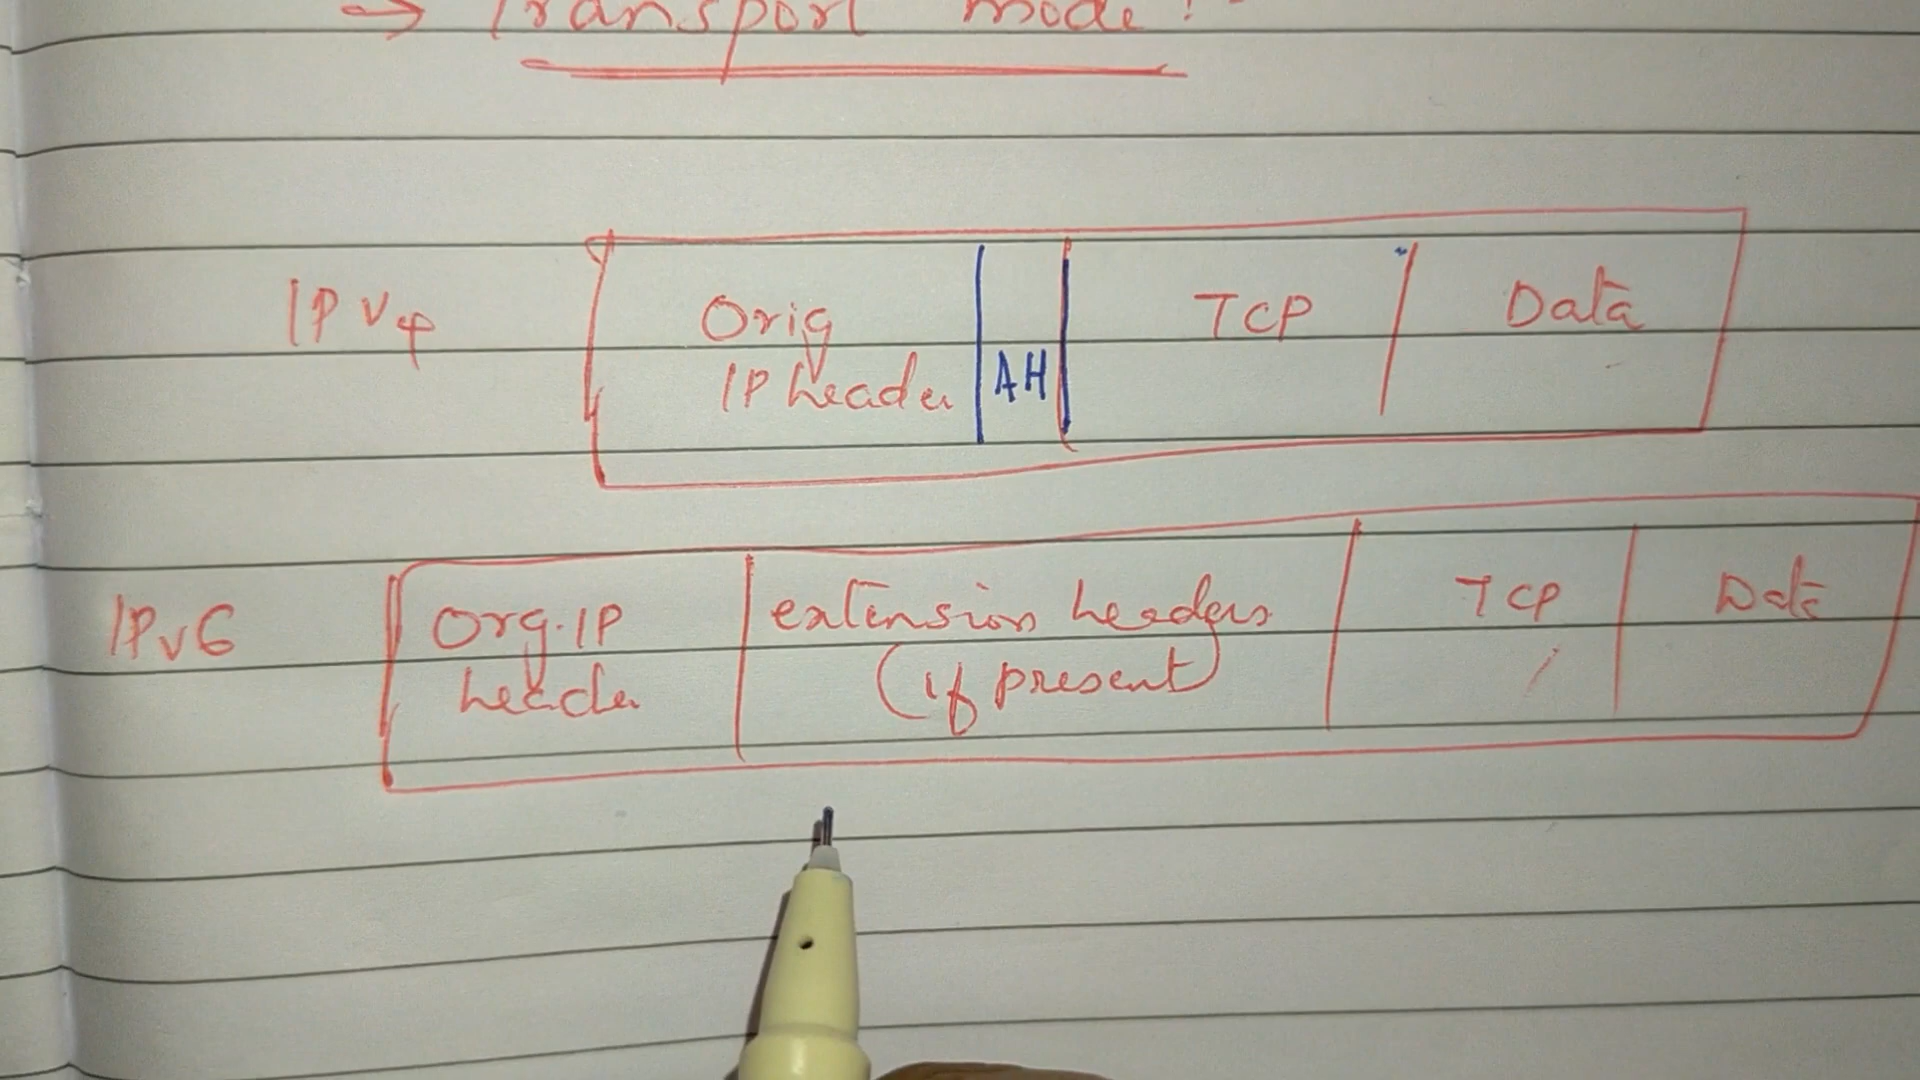 → Transport mode:
IPv4 Orig TCP Data
IP header AH
IPv6 Org. IP extension headers TCP Data
header (if present)